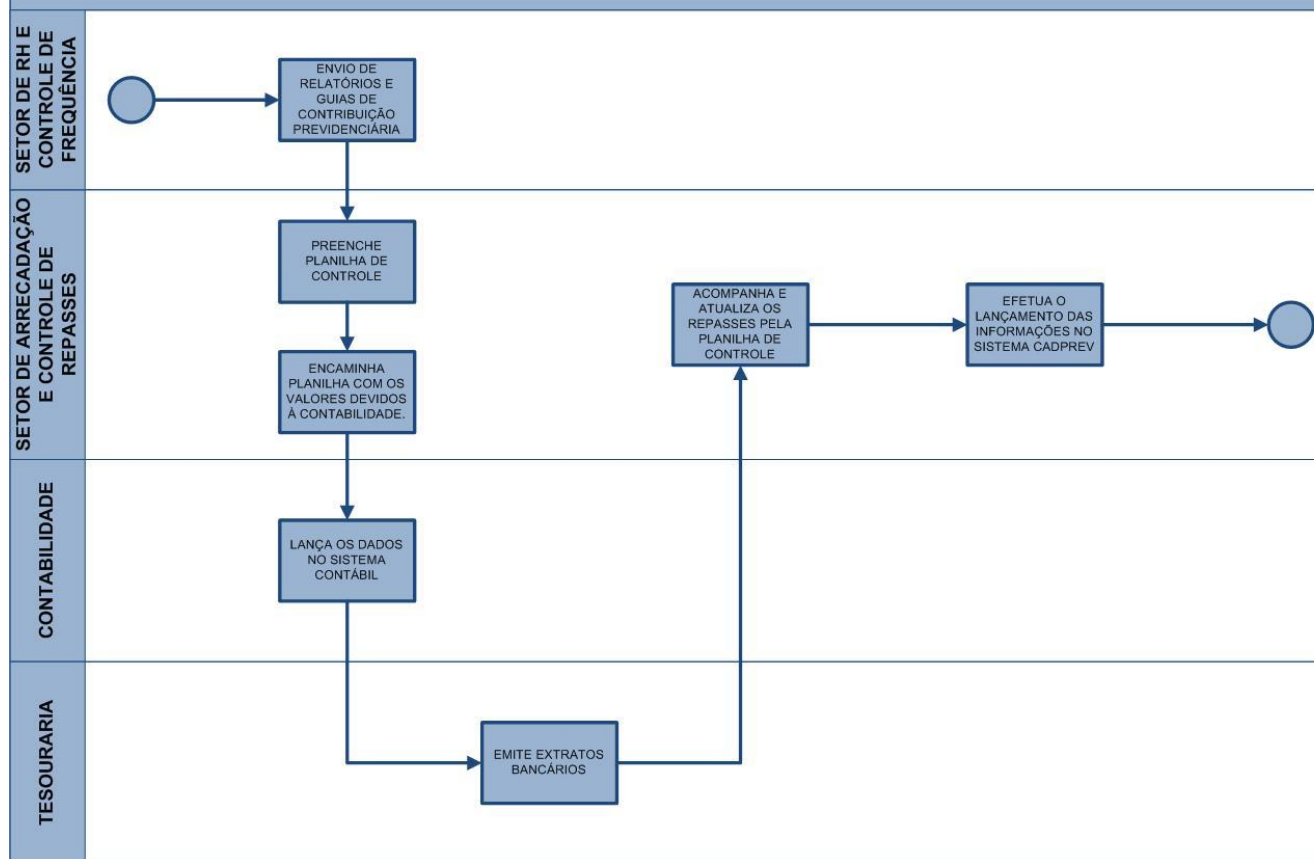 SETOR DE RH E
CONTROLE DE
FREQUÊNCIA
ENVIO DE
RELATÓRIOS E
GUIAS DE
CONTRIBUIÇÃO
PREVIDENCIÁRIA
SETOR DE ARRECADAÇÃO
E CONTROLE DE
REPASSES
PREENCHE
PLANILHA DE
CONTROLE
ENCAMINHA
PLANILHA COM OS
VALORES DEVIDOS
À CONTABILIDADE.
ACOMPANHA E
ATUALIZA OS
REPASSES PELA
PLANILHA DE
CONTROLE
EFETUA O
LANÇAMENTO DAS
INFORMAÇÕES NO
SISTEMA CADPREV
CONTABILIDADE
LANÇA OS DADOS
NO SISTEMA
CONTÁBIL
TESOURARIA
EMITE EXTRATOS
BANCÁRIOS